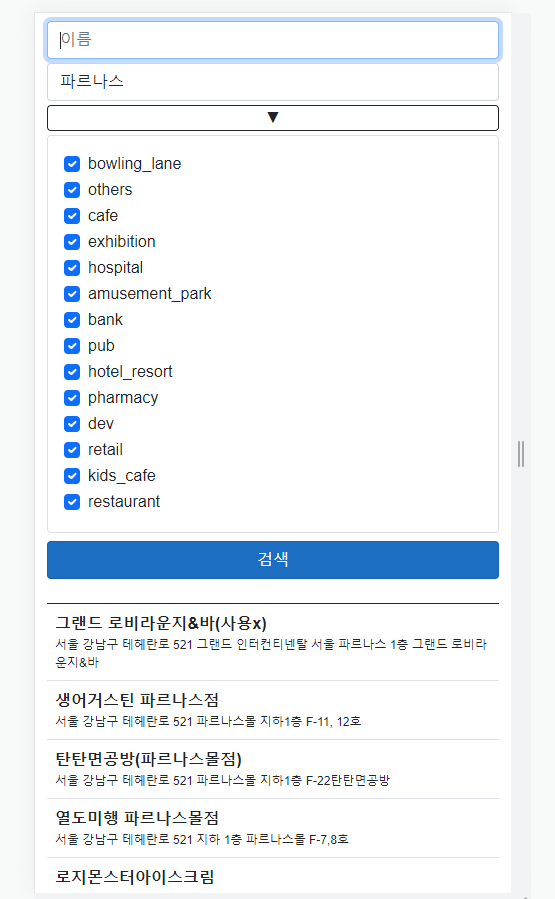 이름
파르나스
▼
bowling_lane
others
cafe
exhibition
hospital
amusement_park
bank
pub
hotel_resort
pharmacy
dev
retail
kids_cafe
restaurant
검색
그랜드 로비라운지&바(사용x)
서울 강남구 테헤란로 521 그랜드 인터컨티넨탈 서울 파르나스 1층 그랜드 로비라
운지&바
생어거스틴 파르나스점
서울 강남구 테헤란로 521 파르나스몰 지하1층 F-11, 12호
탄탄면공방(파르나스몰점)
서울 강남구 테헤란로 521 파르나스몰 지하1층 F-22탄탄면공방
열도미행 파르나스몰점
서울 강남구 테헤란로 521 지하 1층 파르나스몰 F-7,8호
로지몬스터아이스크림